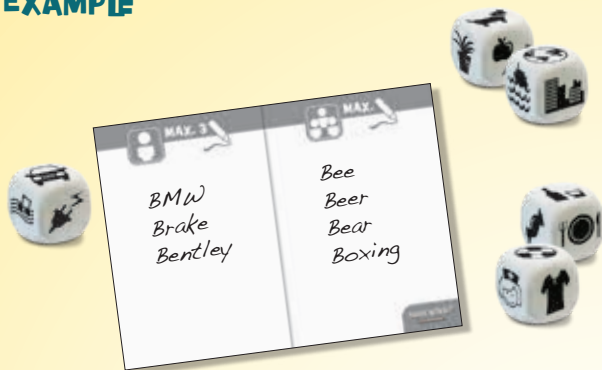 EXAMPLE
MAX. 3
BMW
Brake
Bentley
MAX.
Bee
Beer
Bear
Boxing